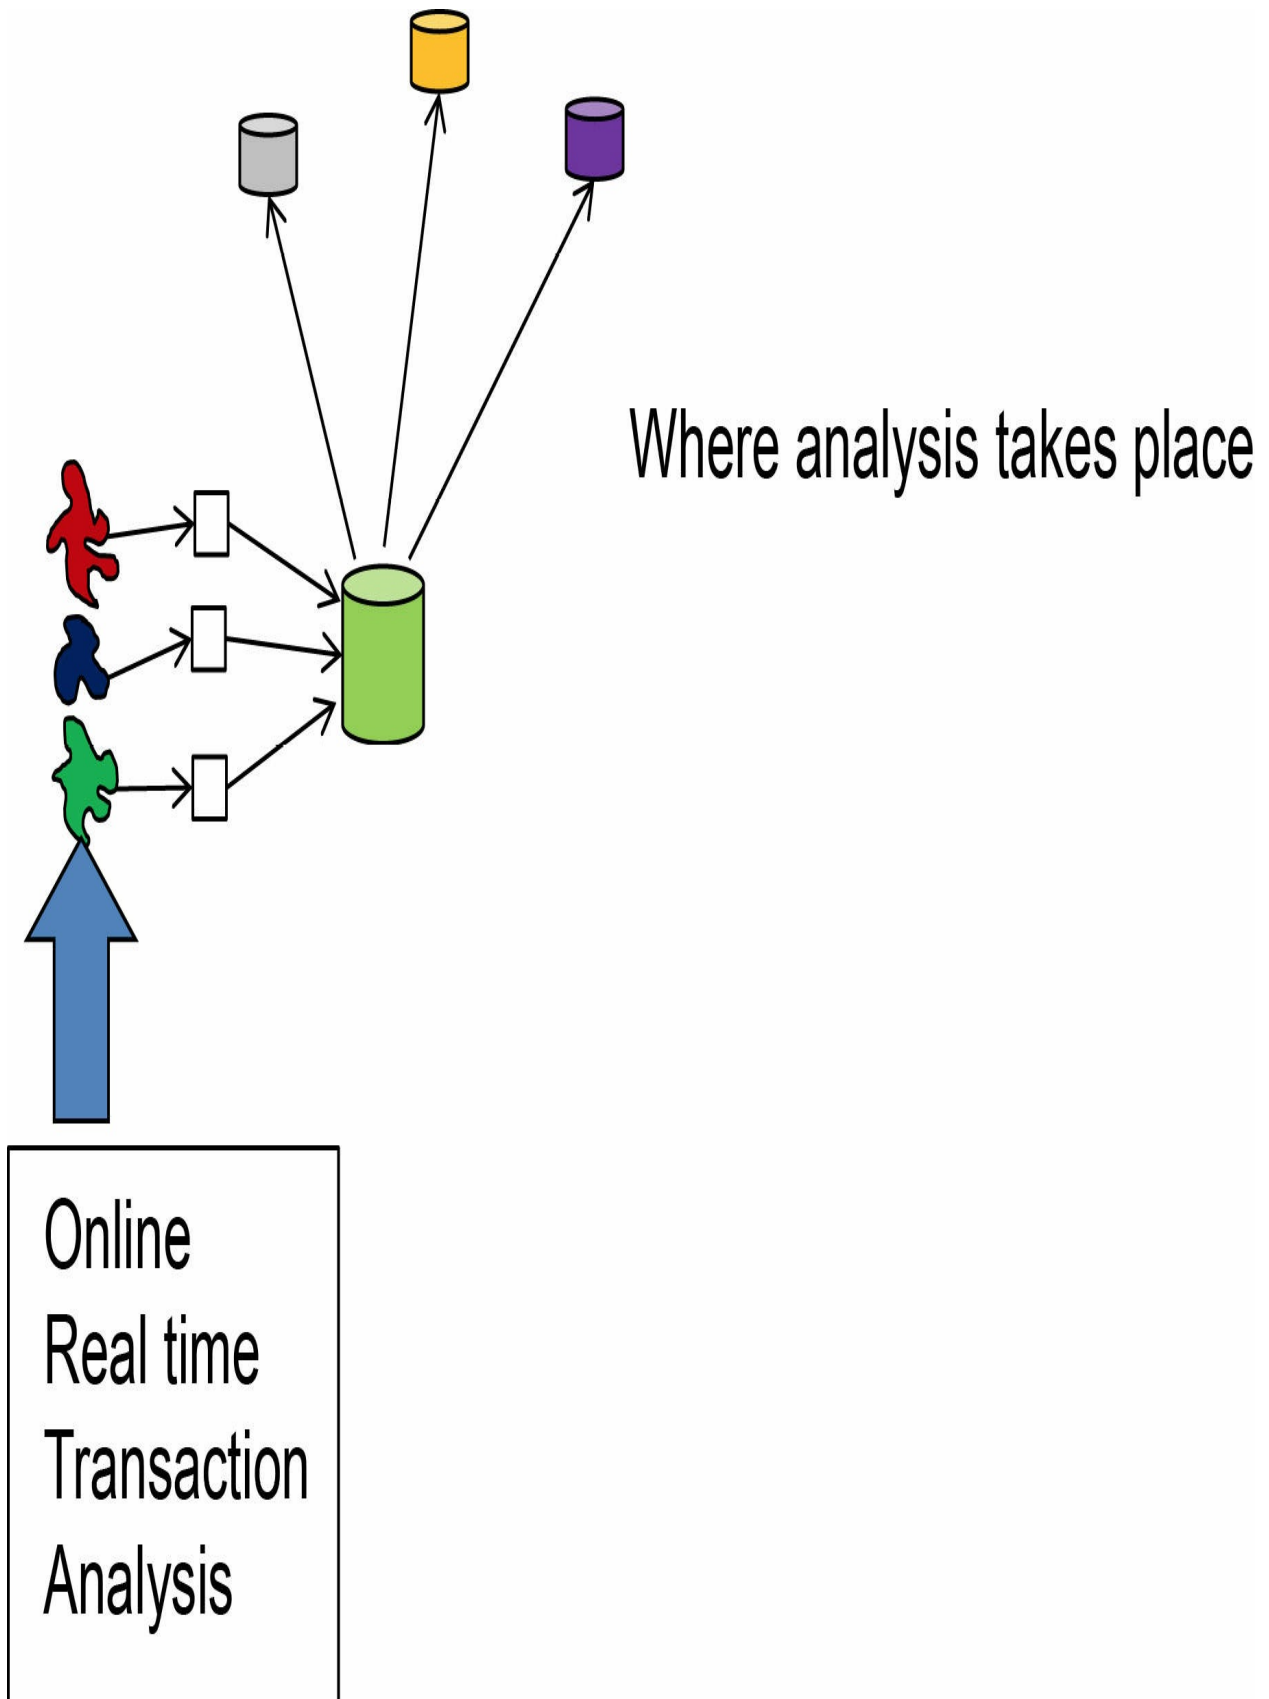 Where analysis takes place
Online
Real time
Transaction
Analysis